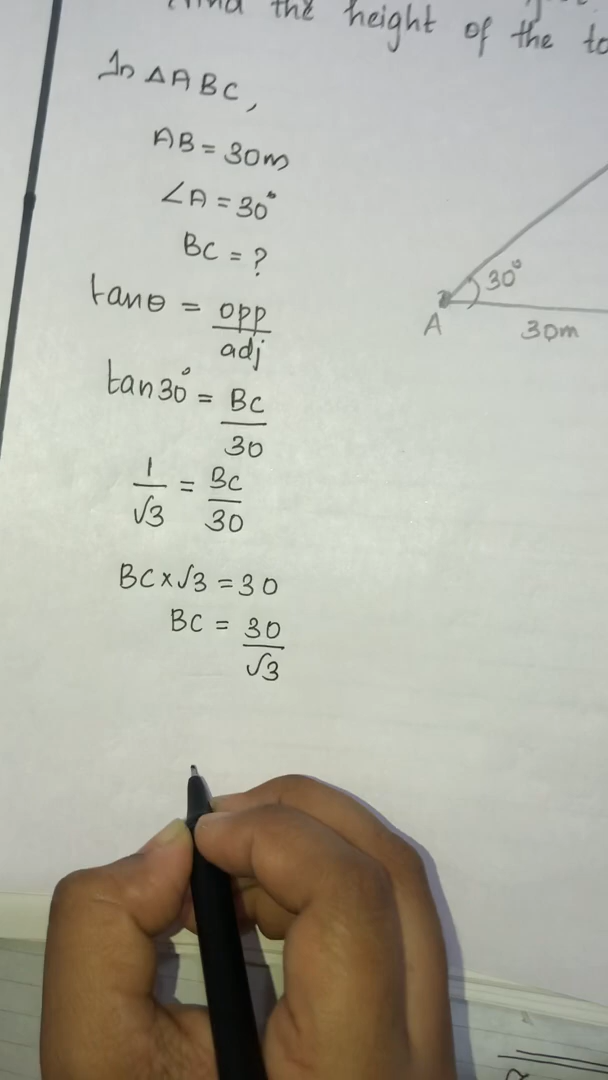 the height of the
In ΔABC,
AB = 30m
∠A = 30°
BC = ?
tanθ = opp/adj
tan30° = BC/30
1/√3 = BC/30
BC×√3 = 30
BC = 30/√3
30°
A
30m